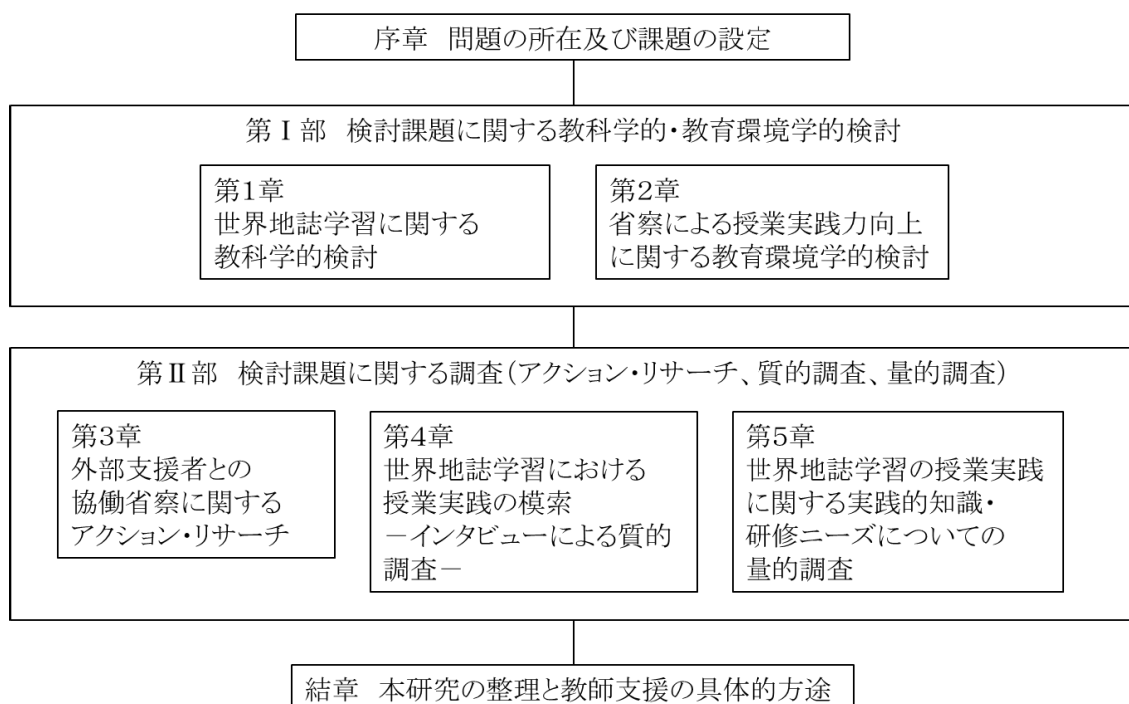 序章 問題の所在及び課題の設定
第Ⅰ部 検討課題に関する教科学的・教育環境学的検討
第1章
世界地誌学習に関する
教科学的検討
第2章
省察による授業実践力向上
に関する教育環境学的検討
第Ⅱ部 検討課題に関する調査(アクション・リサーチ、質的調査、量的調査)
第3章
外部支援者との
協働省察に関する
アクション・リサーチ
第4章
世界地誌学習における
授業実践の模索
－インタビューによる質的
調査－
第5章
世界地誌学習の授業実践
に関する実践的知識・
研修ニーズについての
量的調査
結章 本研究の整理と教師支援の具体的方途